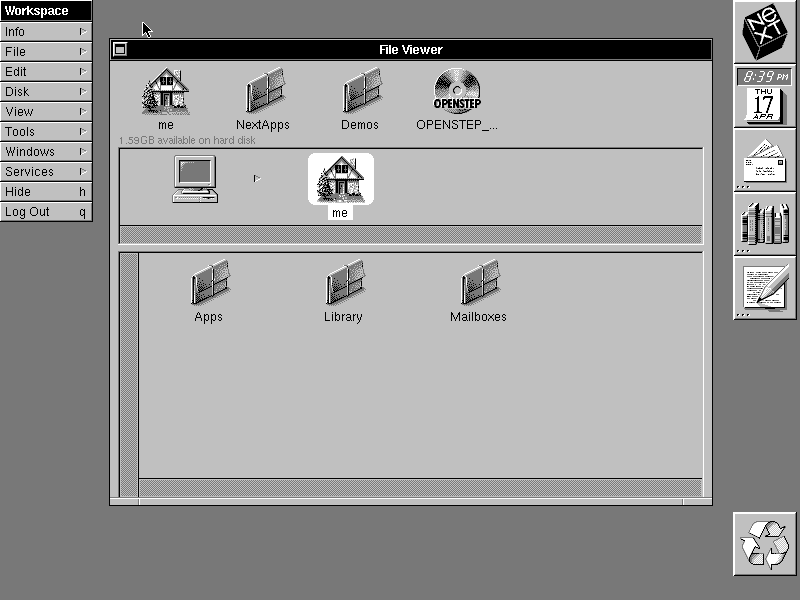 Workspace
Info
File
Edit
Disk
View
Tools
Windows
Services
Hide h
Log Out q
File Viewer
me
NextApps
Demos
OPENSTEP
OPENSTEP_...
1.59GB available on hard disk
me
Apps
Library
Mailboxes
NeXT
8:39 PM
THU
17
APR